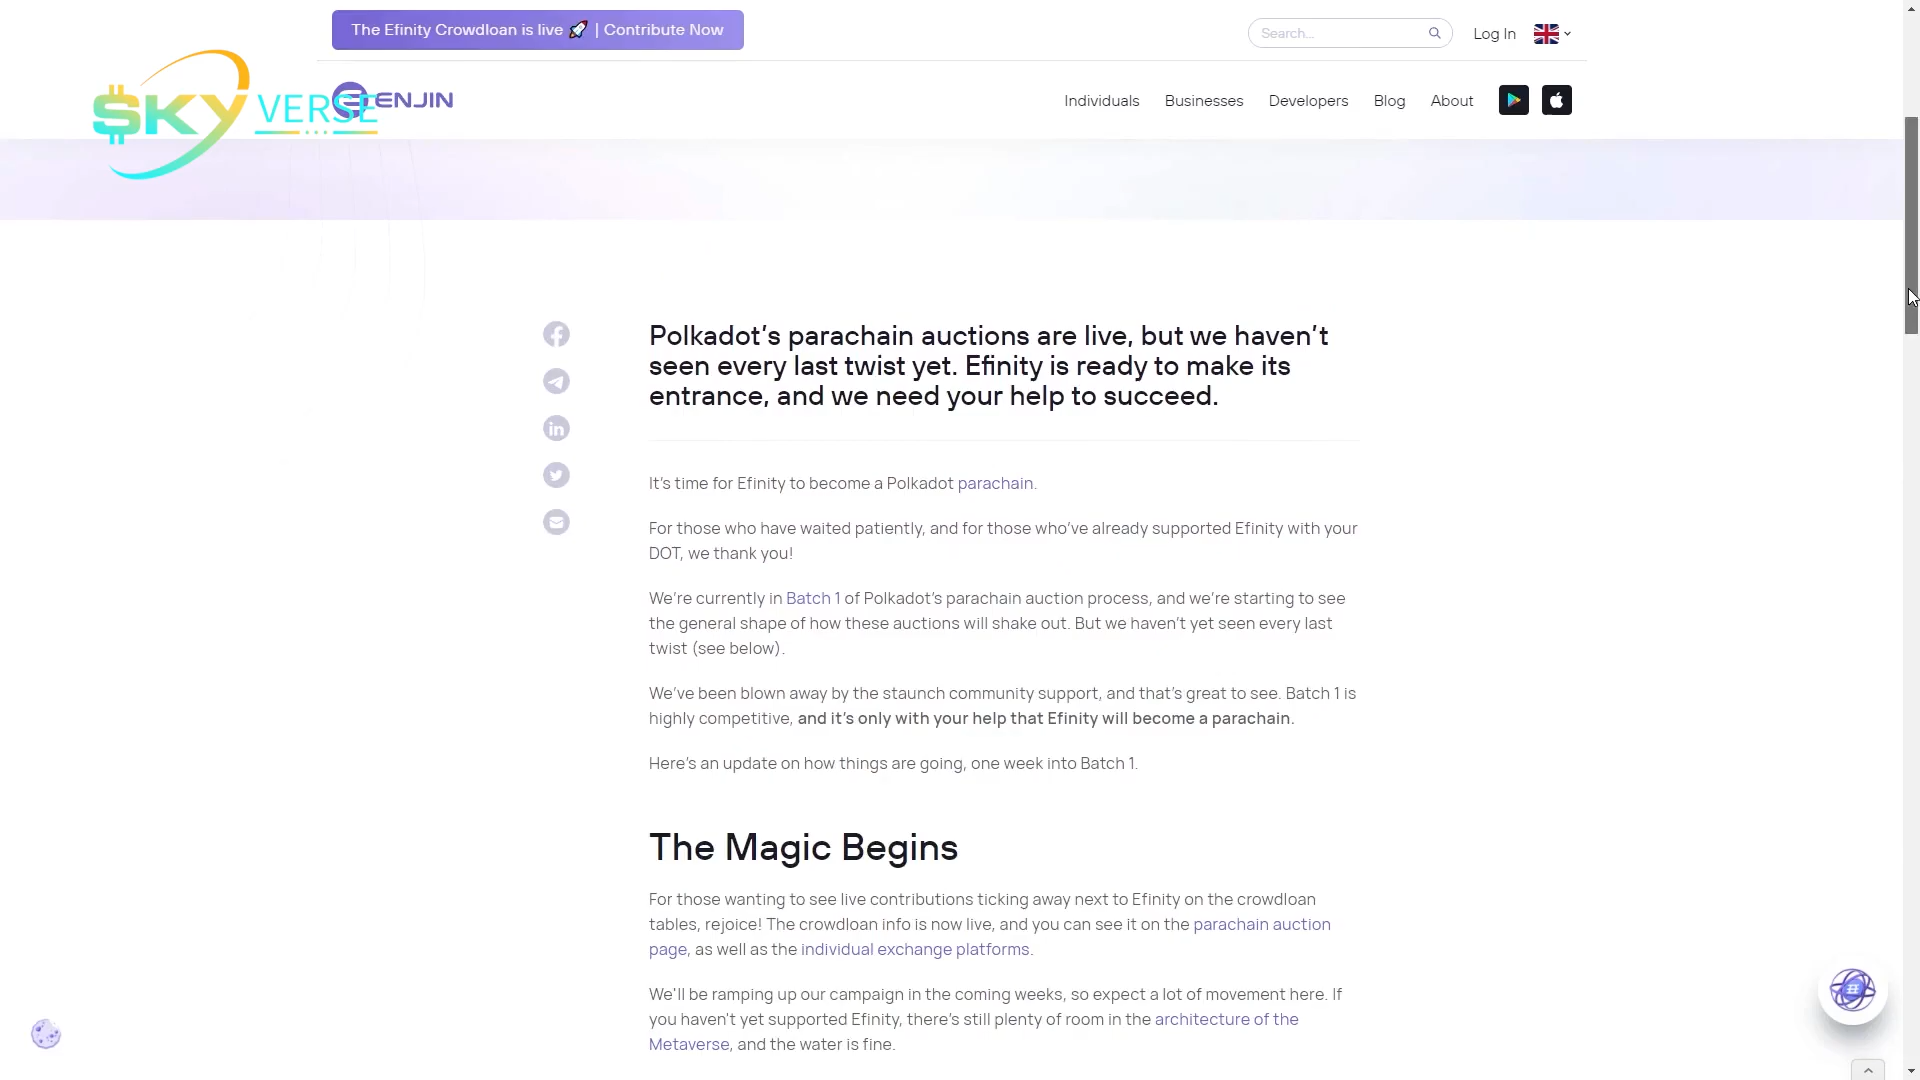 The Efinity Crowdloan is live 🚀 | Contribute Now
Search...
Log In
$KY VERSE
ENJIN
Individuals
Businesses
Developers
Blog
About
Polkadot’s parachain auctions are live, but we haven’t
seen every last twist yet. Efinity is ready to make its
entrance, and we need your help to succeed.
It’s time for Efinity to become a Polkadot parachain.
For those who have waited patiently, and for those who’ve already supported Efinity with your
DOT, we thank you!
We’re currently in Batch 1 of Polkadot’s parachain auction process, and we’re starting to see
the general shape of how these auctions will shake out. But we haven’t yet seen every last
twist (see below).
We’ve been blown away by the staunch community support, and that’s great to see. Batch 1 is
highly competitive, and it’s only with your help that Efinity will become a parachain.
Here’s an update on how things are going, one week into Batch 1.
The Magic Begins
For those wanting to see live contributions ticking away next to Efinity on the crowdloan
tables, rejoice! The crowdloan info is now live, and you can see it on the parachain auction
page, as well as the individual exchange platforms.
We'll be ramping up our campaign in the coming weeks, so expect a lot of movement here. If
you haven't yet supported Efinity, there’s still plenty of room in the architecture of the
Metaverse, and the water is fine.